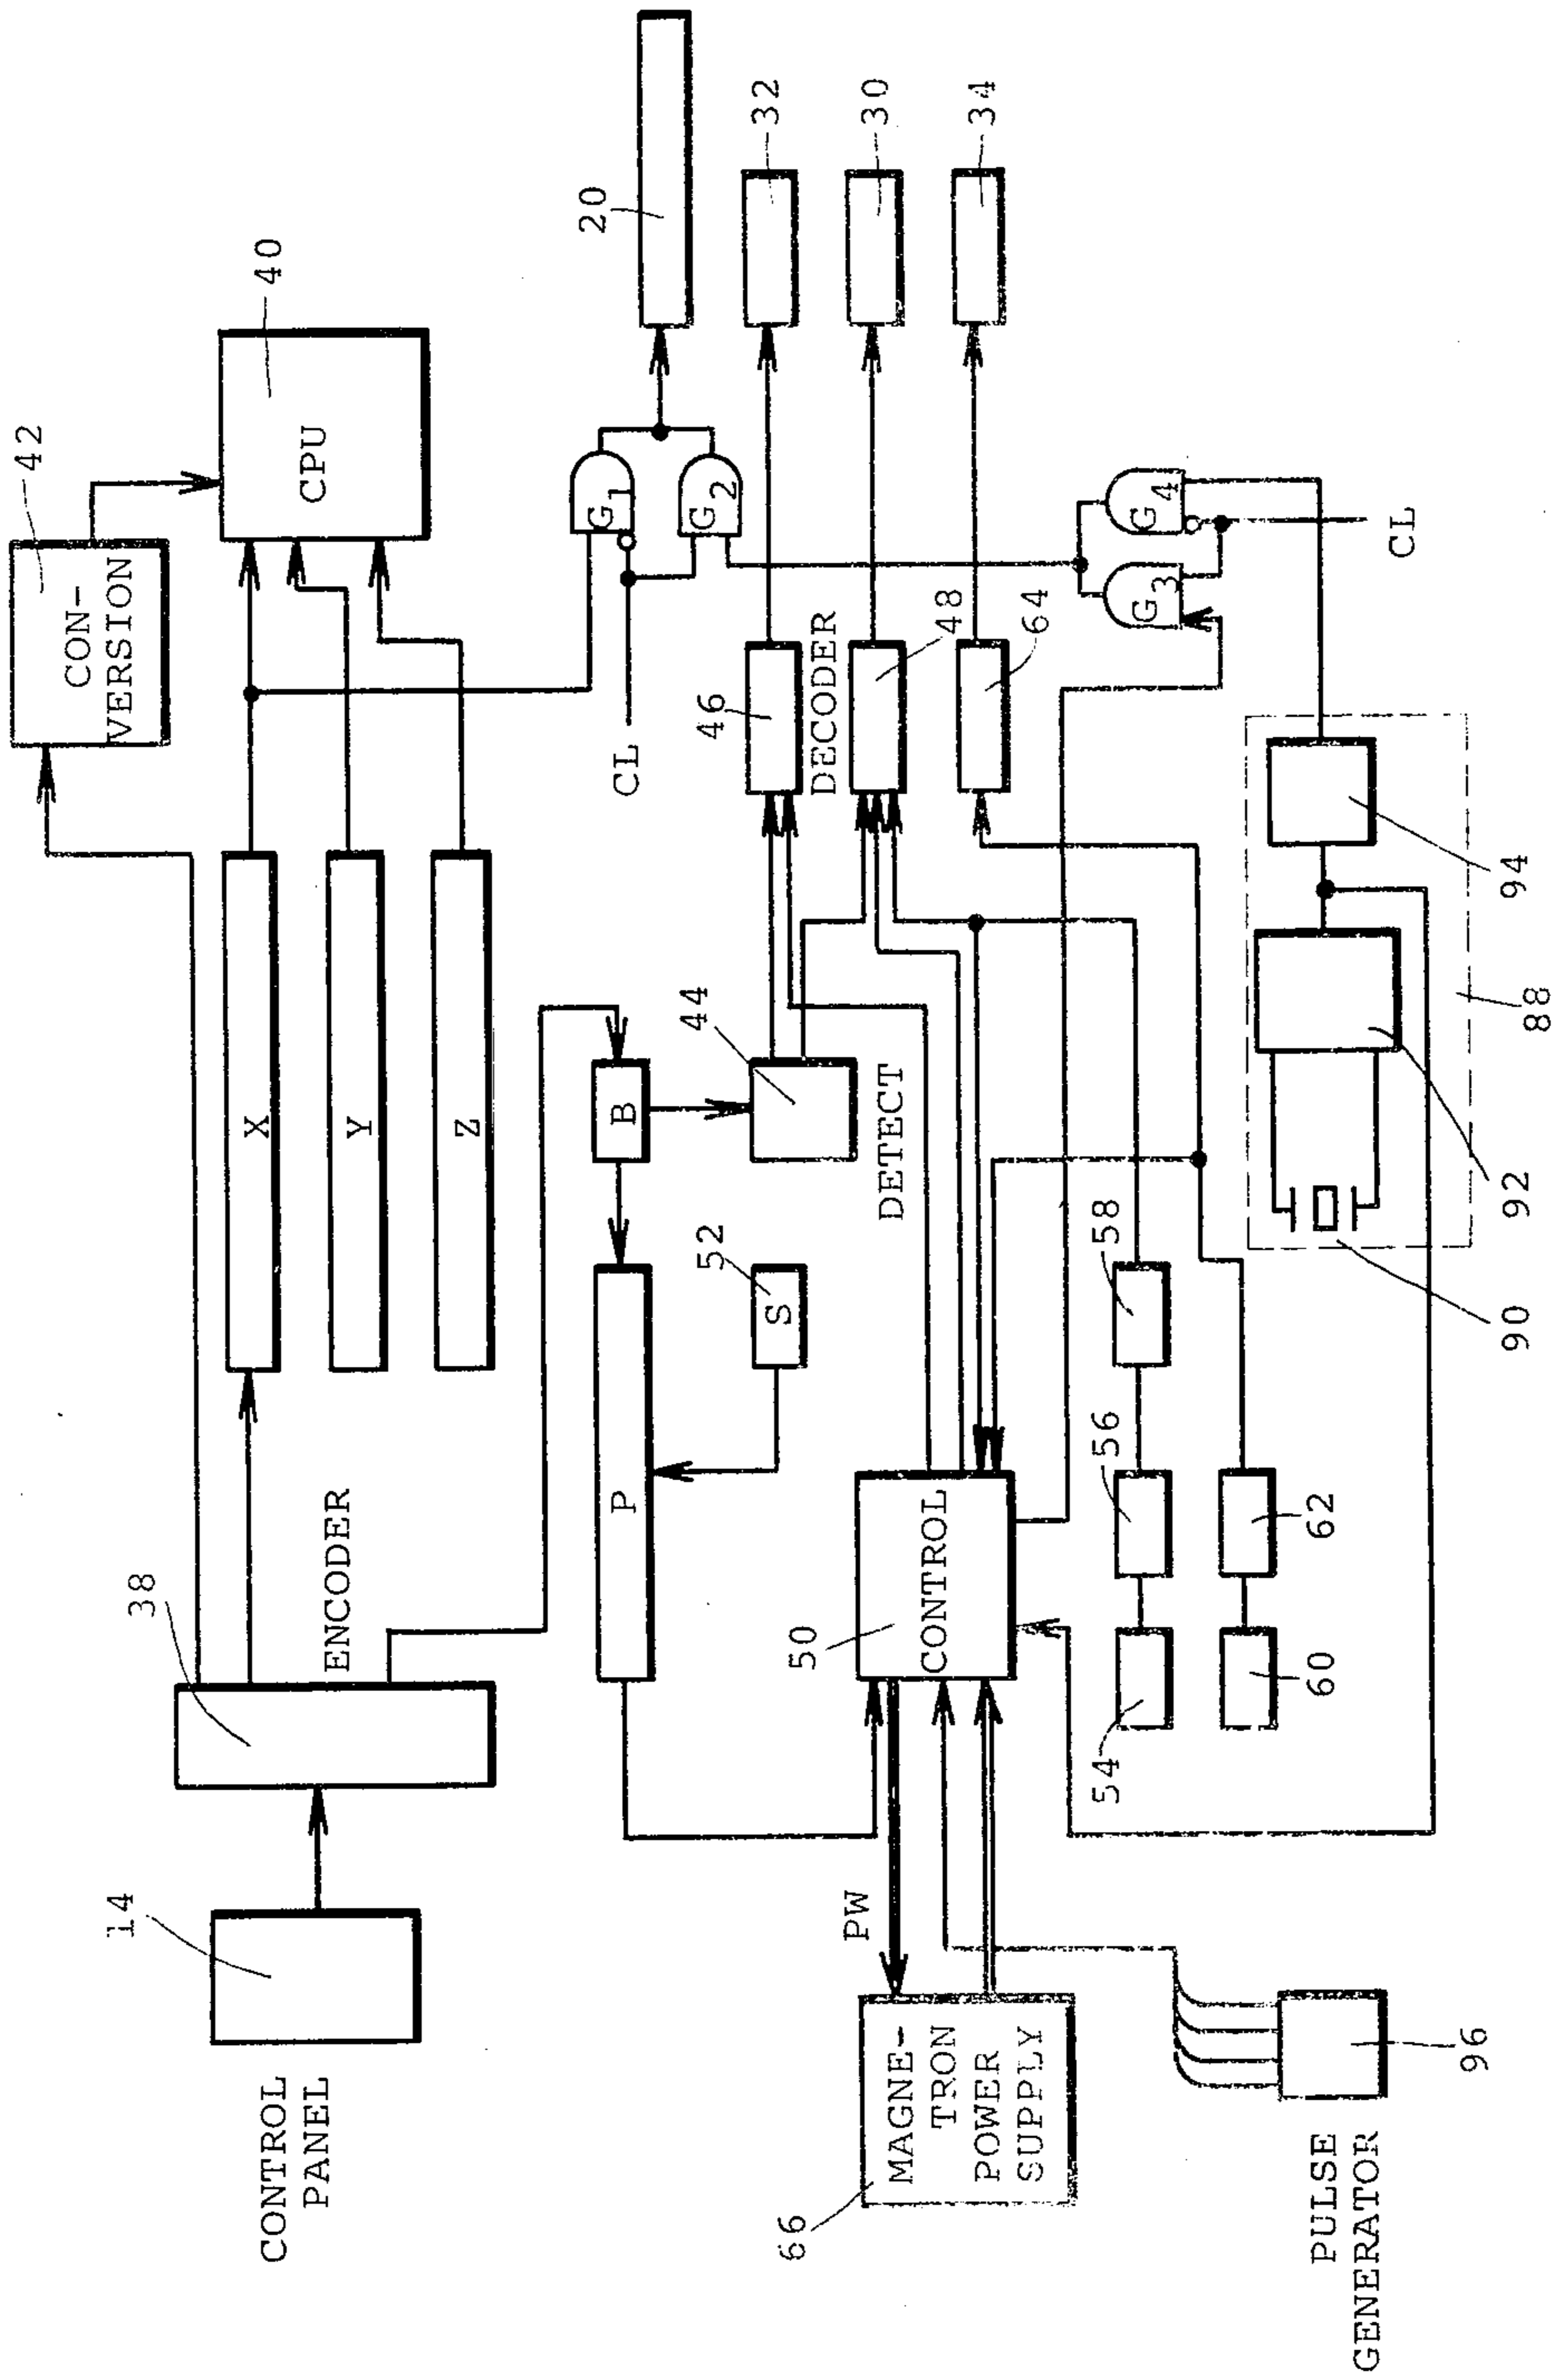 CONTROL
PANEL
14
38
ENCODER
X
Y
Z
42
CON-
VERSION
40
CPU
B
P
52
S
44
DETECT
CL
G1
G2
20
46
32
DECODER
48
30
64
34
66
MAGNE-
TRON
POWER
SUPPLY
PW
50
CONTROL
54
56
58
60
62
G3
G4
CL
90
92
94
88
PULSE
GENERATOR
96